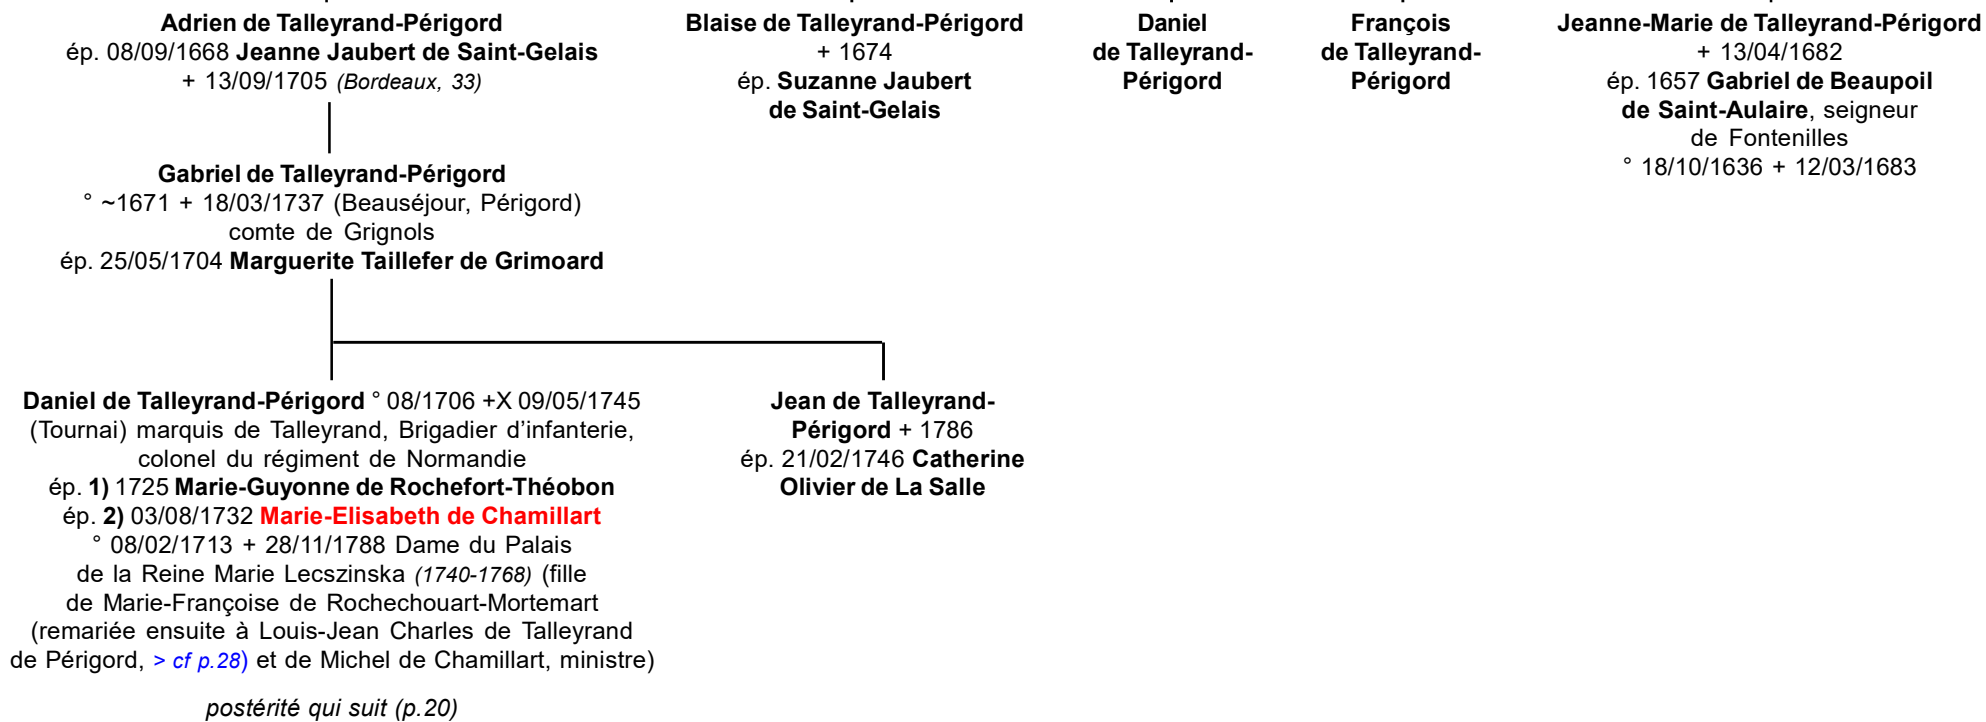 Adrien de Talleyrand-Périgord
ép. 08/09/1668 Jeanne Jaubert de Saint-Gelais
+ 13/09/1705 (Bordeaux, 33)
Blaise de Talleyrand-Périgord
+ 1674
ép. Suzanne Jaubert
de Saint-Gelais
Daniel
de Talleyrand-
Périgord
François
de Talleyrand-
Périgord
Jeanne-Marie de Talleyrand-Périgord
+ 13/04/1682
ép. 1657 Gabriel de Beaupoil
de Saint-Aulaire, seigneur
de Fontenilles
° 18/10/1636 + 12/03/1683
Gabriel de Talleyrand-Périgord
° ~1671 + 18/03/1737 (Beauséjour, Périgord)
comte de Grignols
ép. 25/05/1704 Marguerite Taillefer de Grimoard
Daniel de Talleyrand-Périgord ° 08/1706 +X 09/05/1745
(Tournai) marquis de Talleyrand, Brigadier d'infanterie,
colonel du régiment de Normandie
ép. 1) 1725 Marie-Guyonne de Rochefort-Théobon
ép. 2) 03/08/1732 Marie-Elisabeth de Chamillart
° 08/02/1713 + 28/11/1788 Dame du Palais
de la Reine Marie Lecszinska (1740-1768) (fille
de Marie-Françoise de Rochechouart-Mortemart
(remariée ensuite à Louis-Jean Charles de Talleyrand
de Périgord, > cf p.28) et de Michel de Chamillart, ministre)
postérité qui suit (p.20)
Jean de Talleyrand-
Périgord + 1786
ép. 21/02/1746 Catherine
Olivier de La Salle